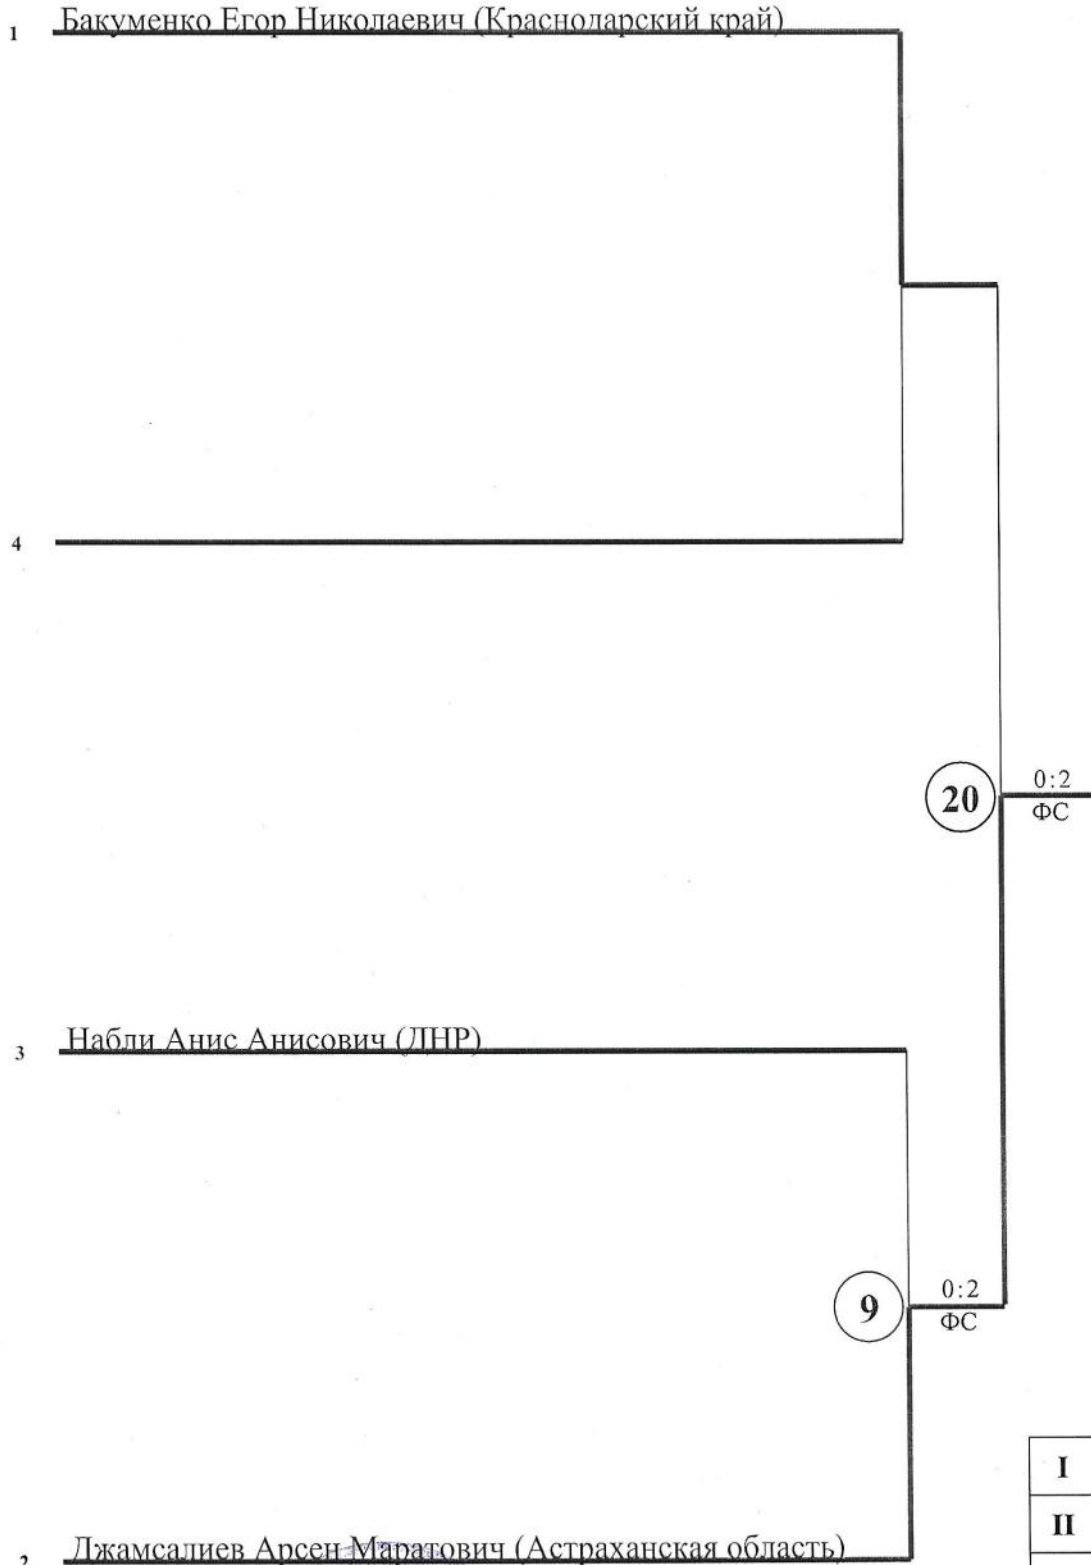 1 Бакуменко Егор Николаевич (Краснодарский край)
4
20 0:2
ФС
3 Набли Анис Анисович (ЛНР)
9 0:2
ФС
I
II
2 Джамсалиев Арсен Маратович (Астраханская область)